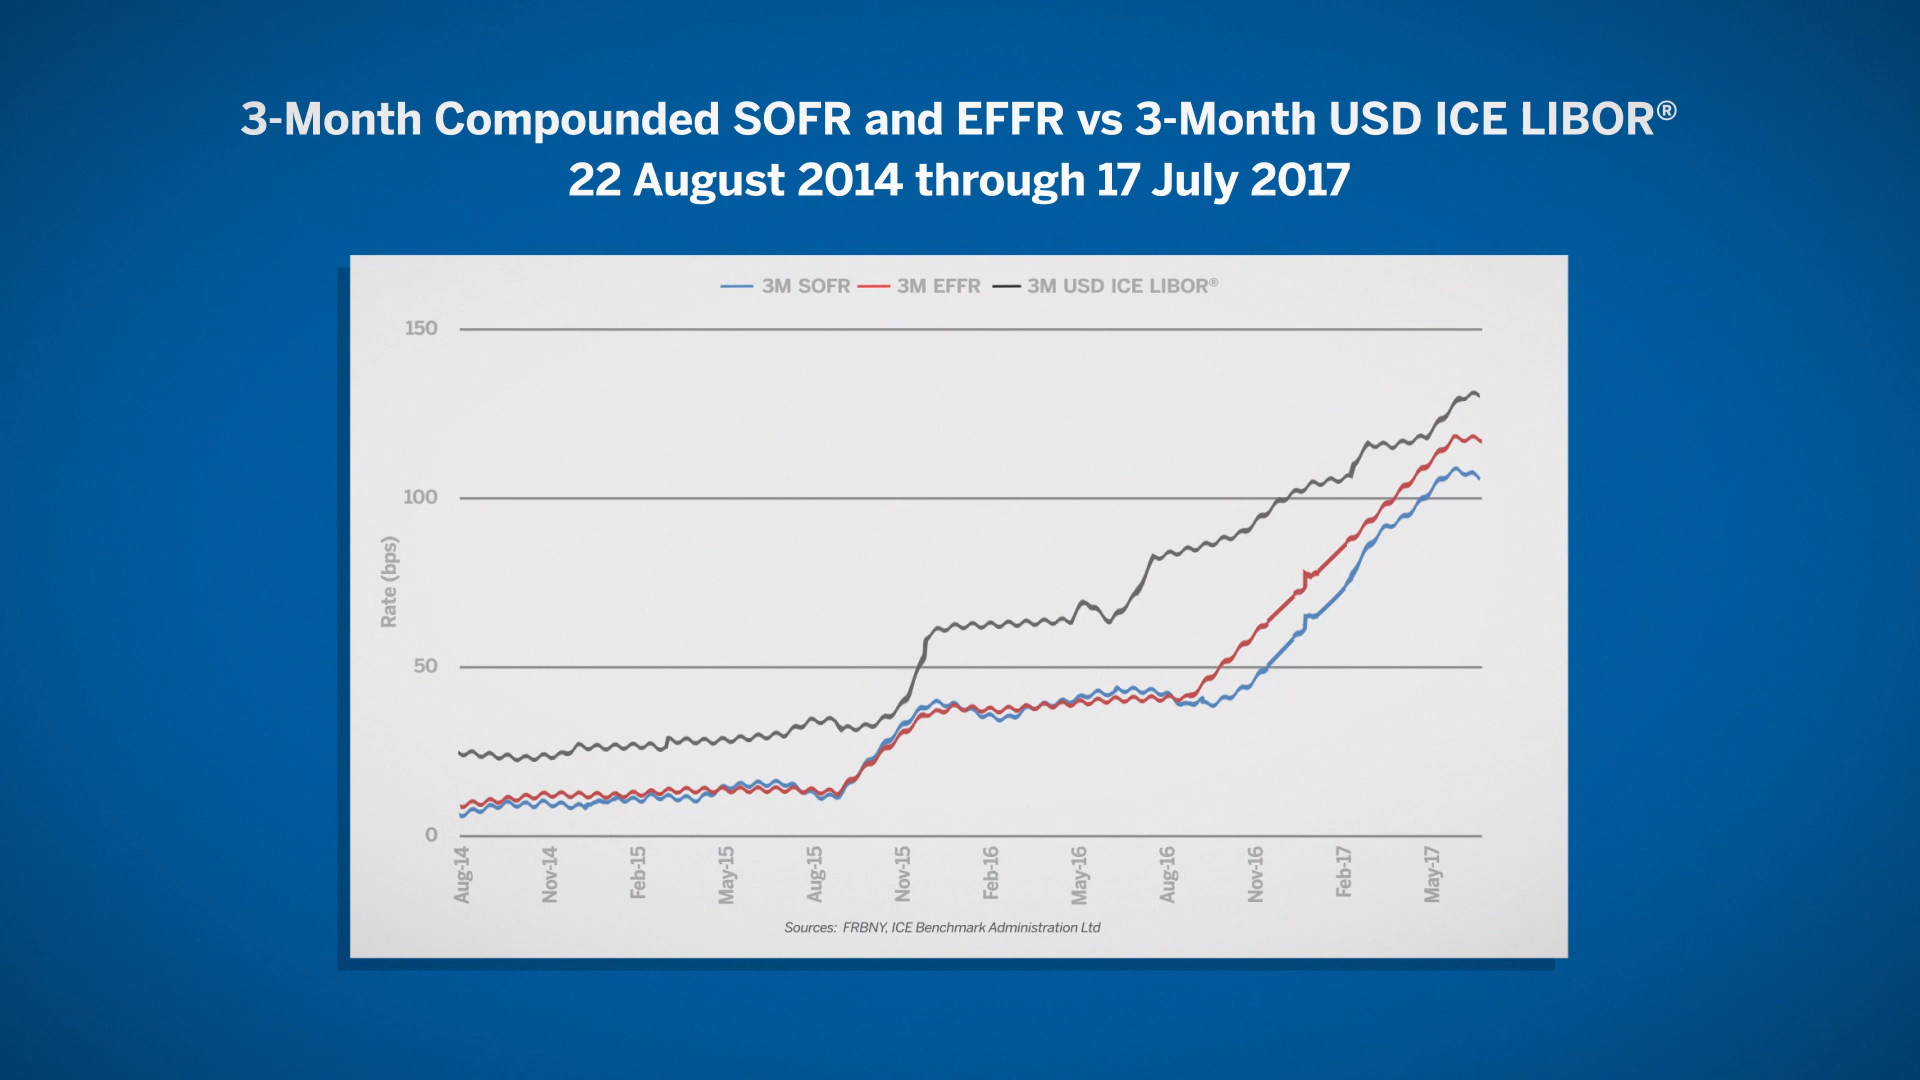 3-Month Compounded SOFR and EFFR vs 3-Month USD ICE LIBOR®
22 August 2014 through 17 July 2017
3M SOFR 3M EFFR 3M USD ICE LIBOR®
150
100
50
0
Rate (bps)
Aug-14
Nov-14
Feb-15
May-15
Aug-15
Nov-15
Feb-16
May-16
Aug-16
Nov-16
Feb-17
May-17
Sources: FRBNY, ICE Benchmark Administration Ltd